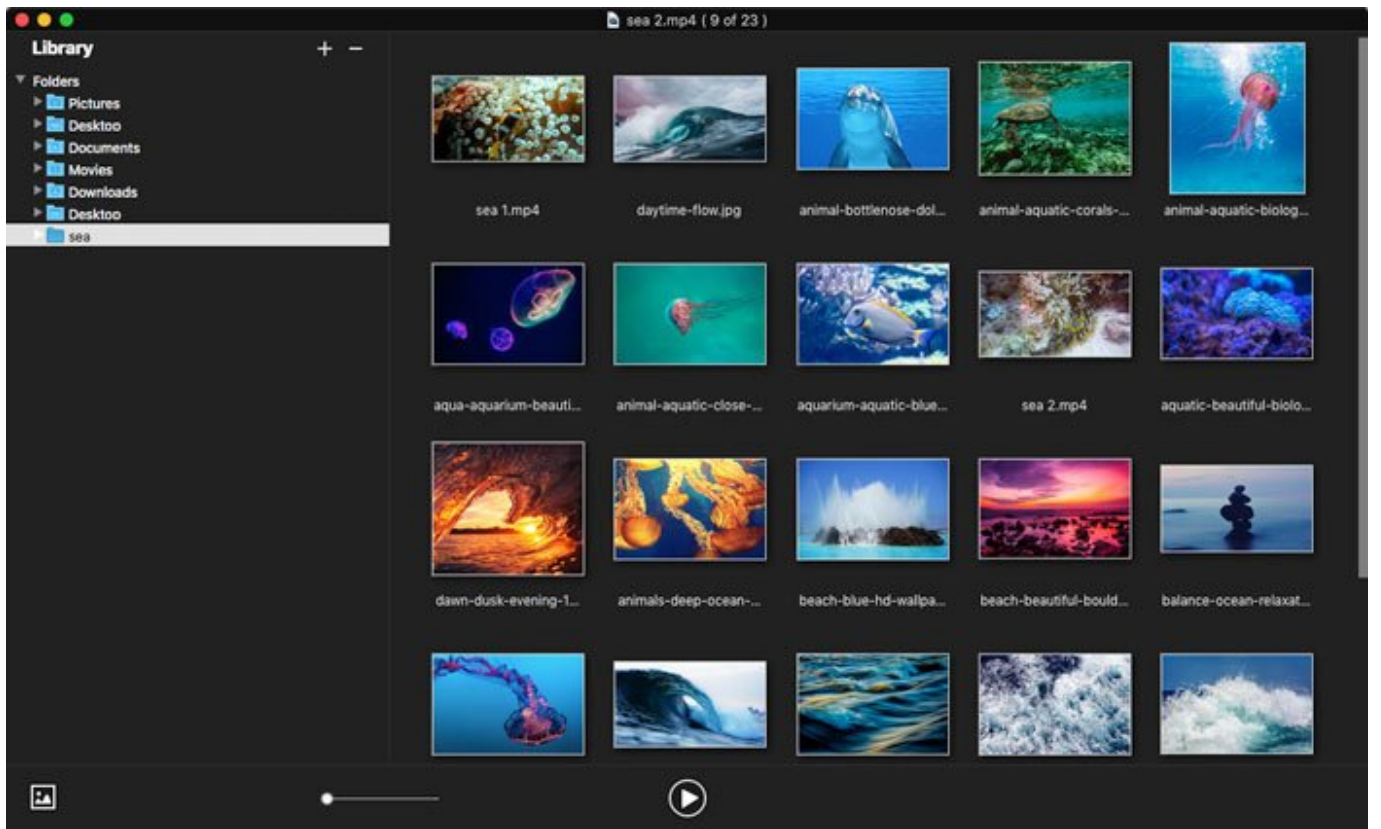 sea 2.mp4 ( 9 of 23 )
Library + −
Folders
Pictures
Desktoo
Documents
Movies
Downloads
Desktoo
sea
sea 1.mp4
daytime-flow.jpg
animal-bottlenose-dol...
animal-aquatic-corals-...
animal-aquatic-biolog...
aqua-aquarium-beauti...
animal-aquatic-close-...
aquarium-aquatic-blue...
sea 2.mp4
aquatic-beautiful-biolo...
dawn-dusk-evening-1...
animals-deep-ocean-...
beach-blue-hd-wallpa...
beach-beautiful-bould...
balance-ocean-relaxat...